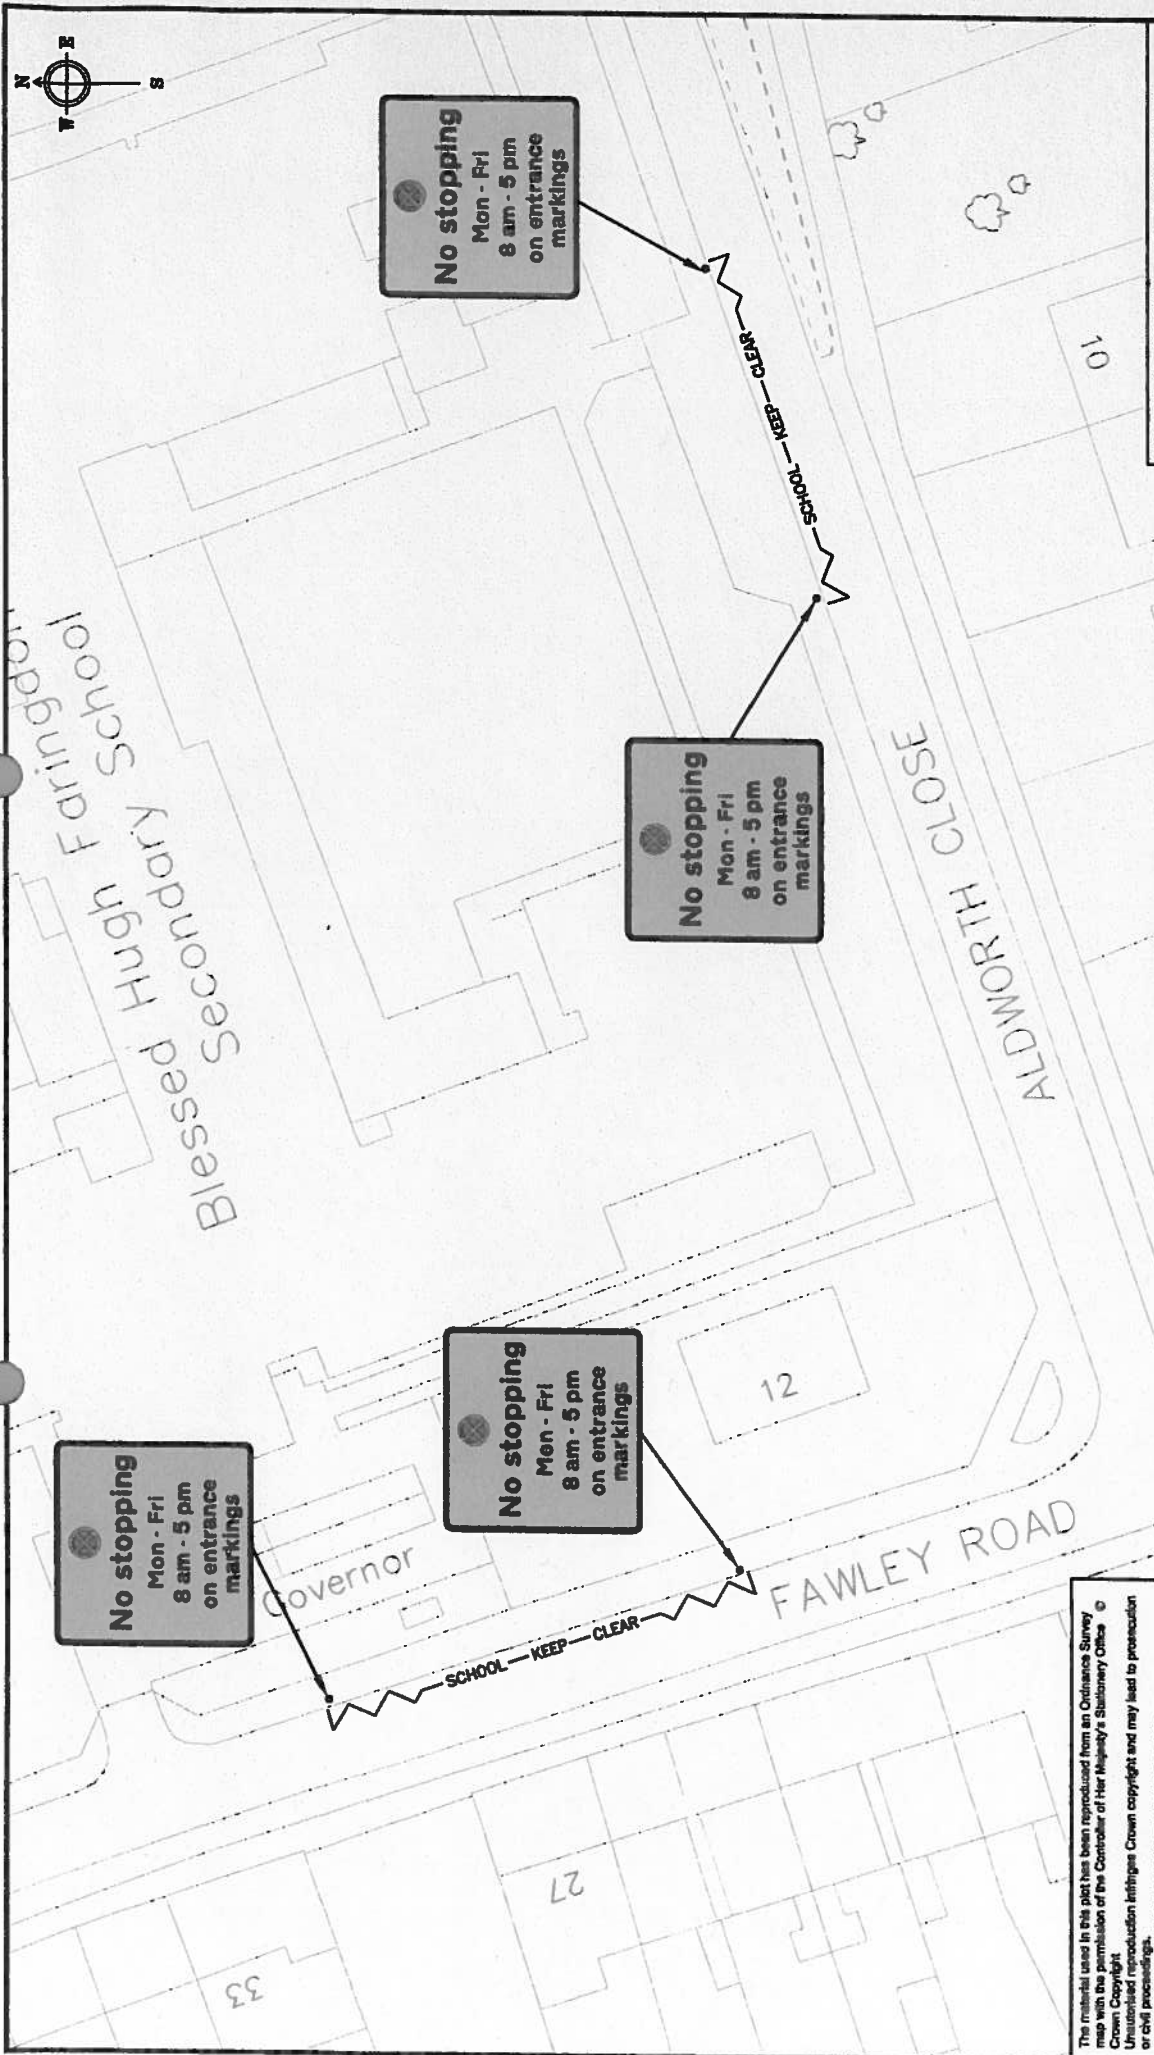 N
W
E
S
Blessed Hugh
Secondary School
No stopping
Mon - Fri
8 am - 5 pm
on entrance
markings
No stopping
Mon - Fri
8 am - 5 pm
on entrance
markings
No stopping
Mon - Fri
8 am - 5 pm
on entrance
markings
No stopping
Mon - Fri
8 am - 5 pm
on entrance
markings
Governor
SCHOOL KEEP CLEAR
SCHOOL KEEP CLEAR
FAWLEY ROAD
ALDWORTH CLOSE
33
27
12
10
The material used in this plot has been reproduced from an Ordnance Survey
map with the permission of the Controller of Her Majesty's Stationery Office ©
Crown Copyright
Unauthorised reproduction infringes Crown copyright and may lead to prosecution
or civil proceedings.